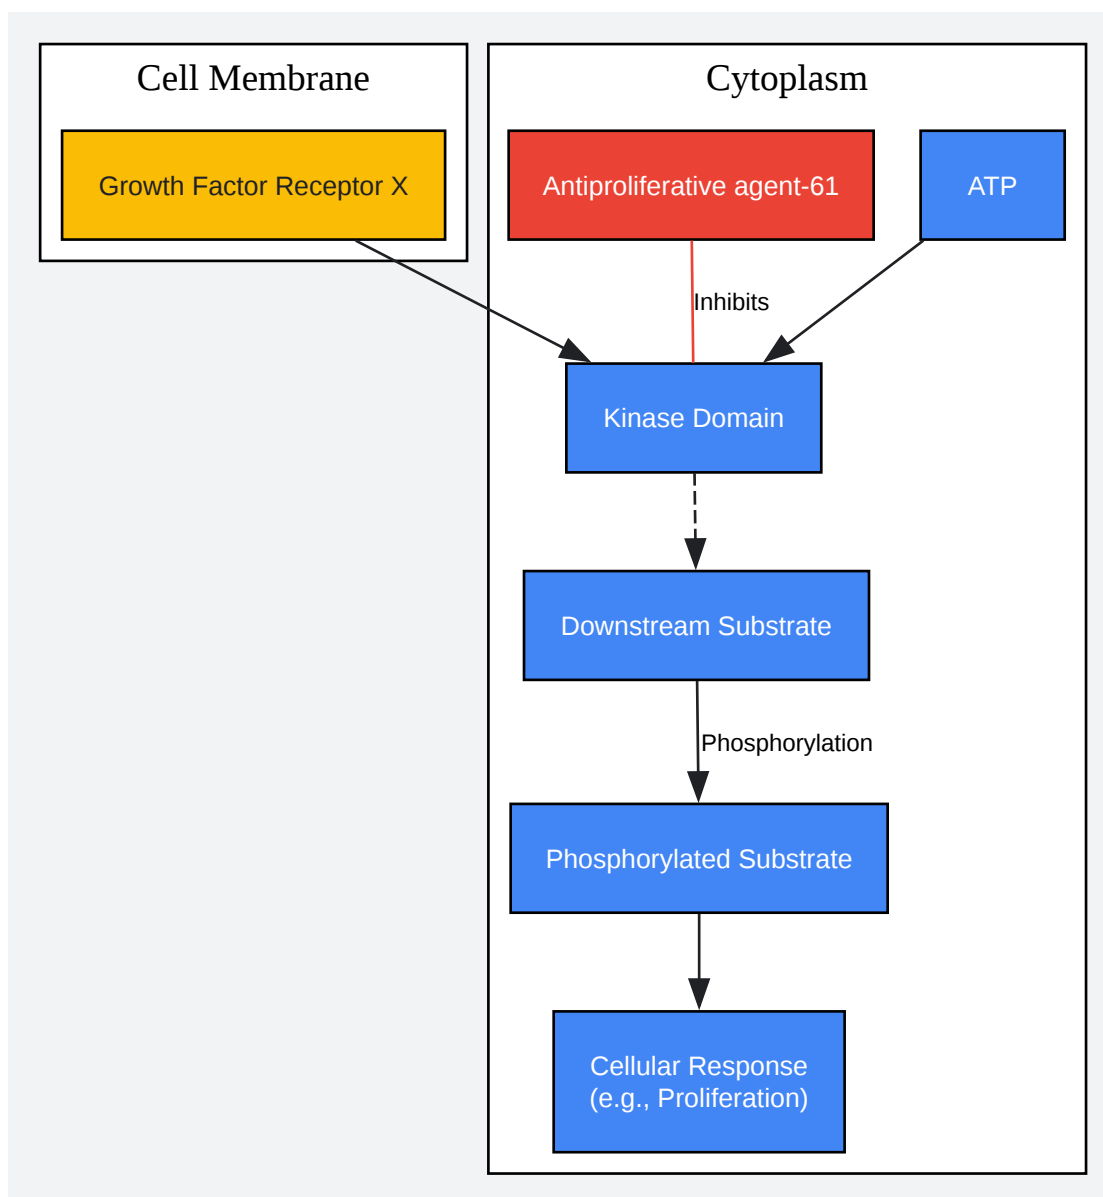 Cell Membrane
Cytoplasm
Growth Factor Receptor X
Antiproliferative agent-61
ATP
Inhibits
Kinase Domain
Downstream Substrate
Phosphorylation
Phosphorylated Substrate
Cellular Response
(e.g., Proliferation)